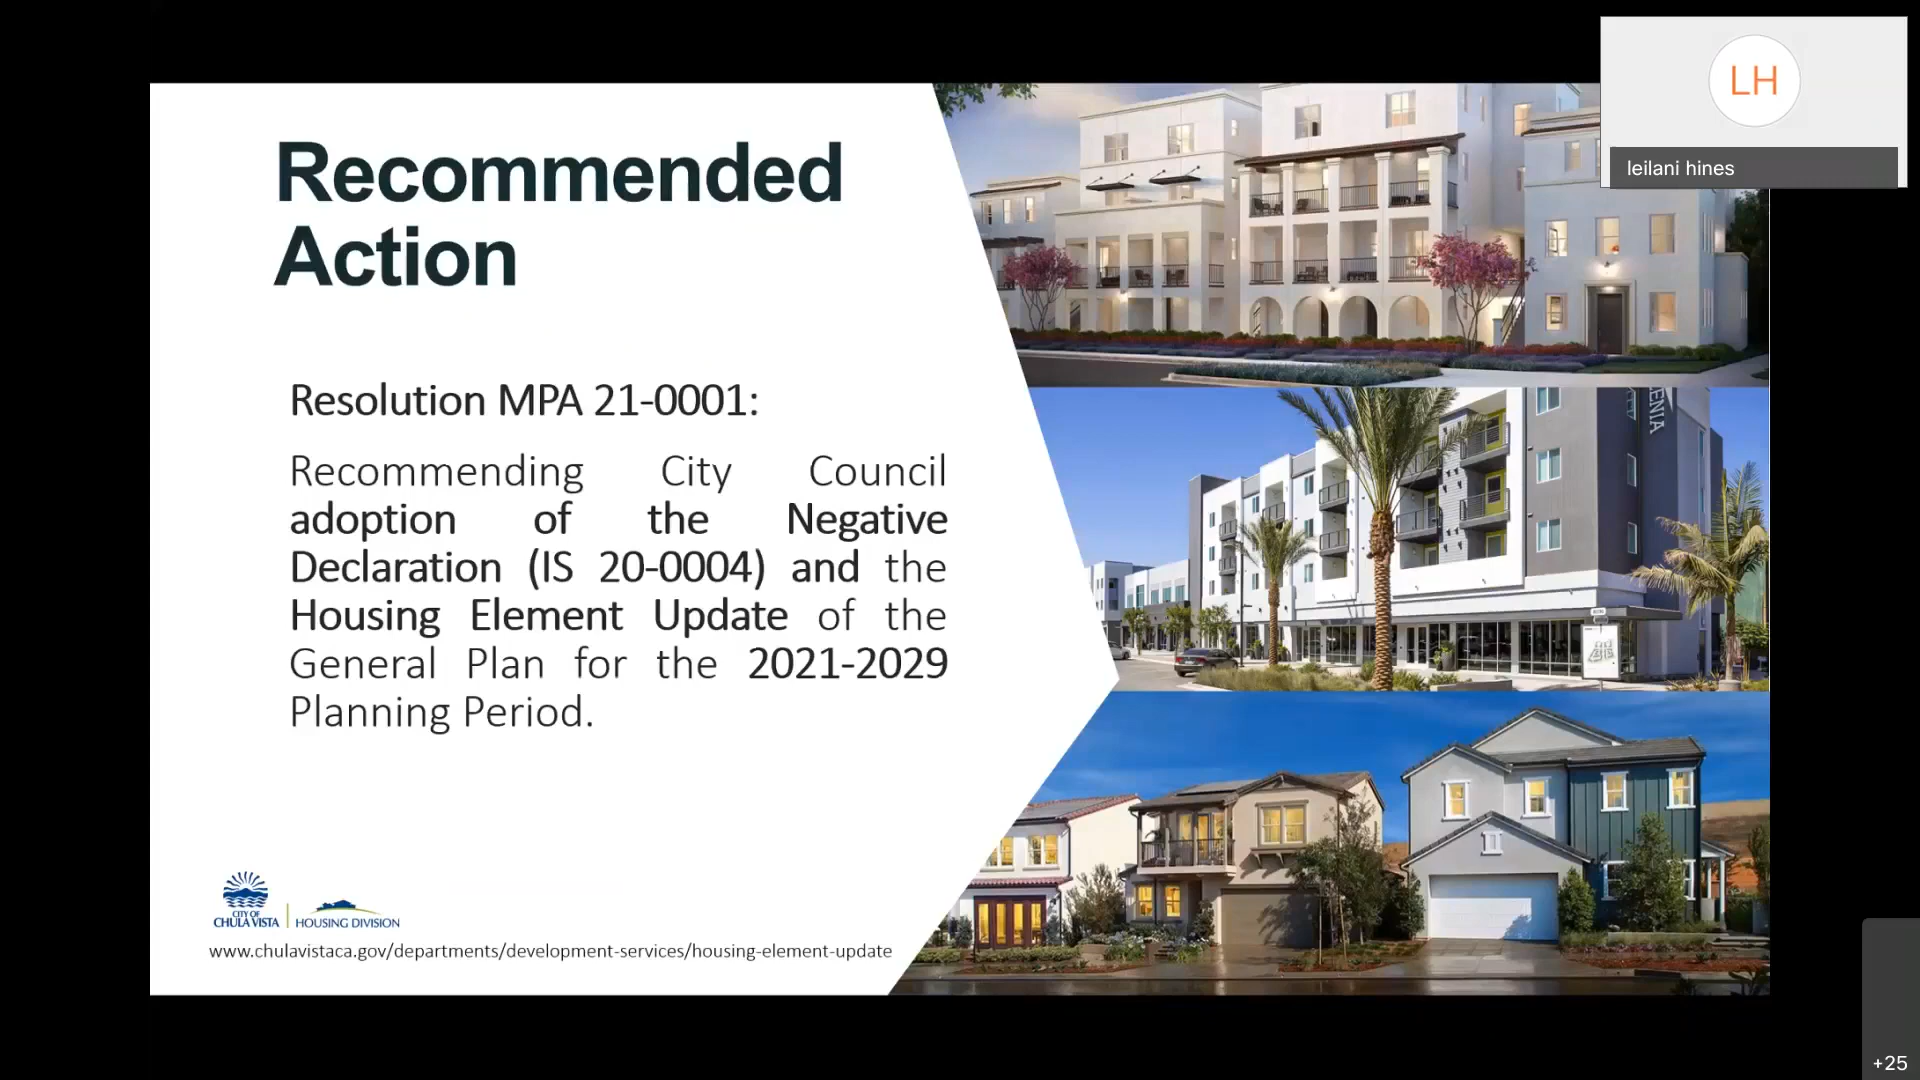 LH
leilani hines
Recommended
Action
Resolution MPA 21-0001:
Recommending City Council
adoption of the Negative
Declaration (IS 20-0004) and the
Housing Element Update of the
General Plan for the 2021-2029
Planning Period.
ENIA
CITY OF
CHULA VISTA
HOUSING DIVISION
www.chulavistaca.gov/departments/development-services/housing-element-update
+25